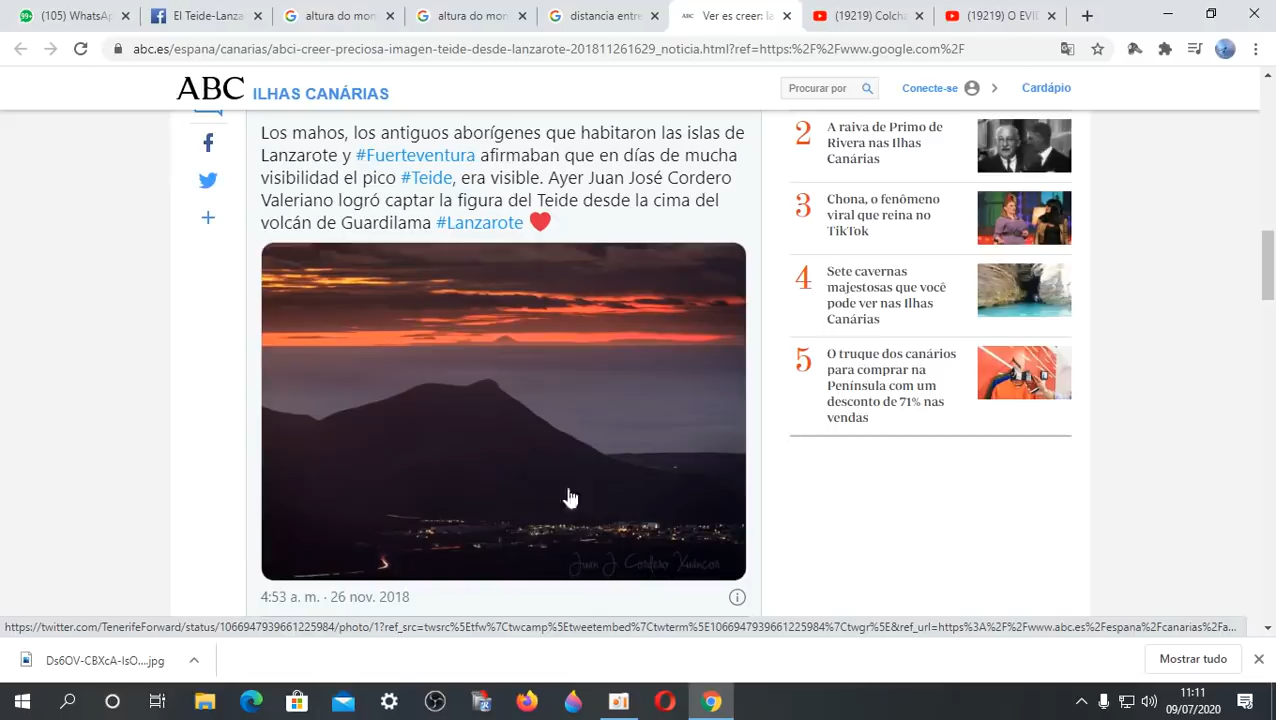 (105) WhatsAp
El Teide-Lanza
altura do mon
altura do mon
distancia entre
ABC Ver es creer: la
(19219) Colcha
(19219) O EVID
abc.es/espana/canarias/abci-creer-preciosa-imagen-teide-desde-lanzarote-201811261629_noticia.html?ref=https:%2F%2Fwww.google.com%2F
ABC ILHAS CANÁRIAS
Procurar por
Conecte-se
Cardápio
Los mahos, los antiguos aborígenes que habitaron las islas de
Lanzarote y #Fuerteventura afirmaban que en días de mucha
visibilidad el pico #Teide, era visible. Ayer Juan José Cordero
Valeriano logró captar la figura del Teide desde la cima del
volcán de Guardilama #Lanzarote ❤
4:53 a. m. · 26 nov. 2018
2 A raiva de Primo de
Rivera nas Ilhas
Canárias
3 Chona, o fenômeno
viral que reina no
TikTok
4 Sete cavernas
majestosas que você
pode ver nas Ilhas
Canárias
5 O truque dos canários
para comprar na
Península com um
desconto de 71% nas
vendas
https://twitter.com/TenerifeForward/status/1066947939661225984/photo/1?ref_src=twsrc%5Etfw%7Ctwcamp%5Etweetembed%7Ctwterm%5E1066947939661225984%7Ctwgr%5E&ref_url=https%3A%2F%2Fwww.abc.es%2Fespana%2Fcanarias%2Fa...
Ds6OV-CBXcA-IsO....jpg
Mostrar tudo
11:11
09/07/2020